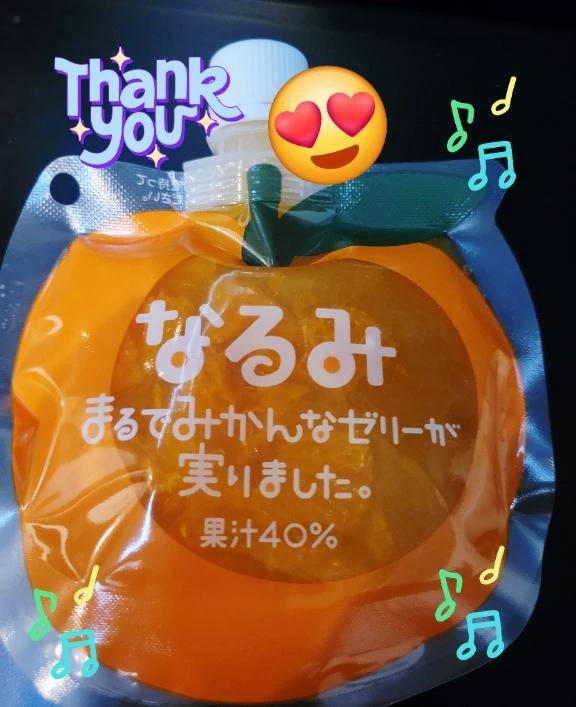 Thank
you
なるみ
まるでみかんなゼリーが
実りました。
果汁40%